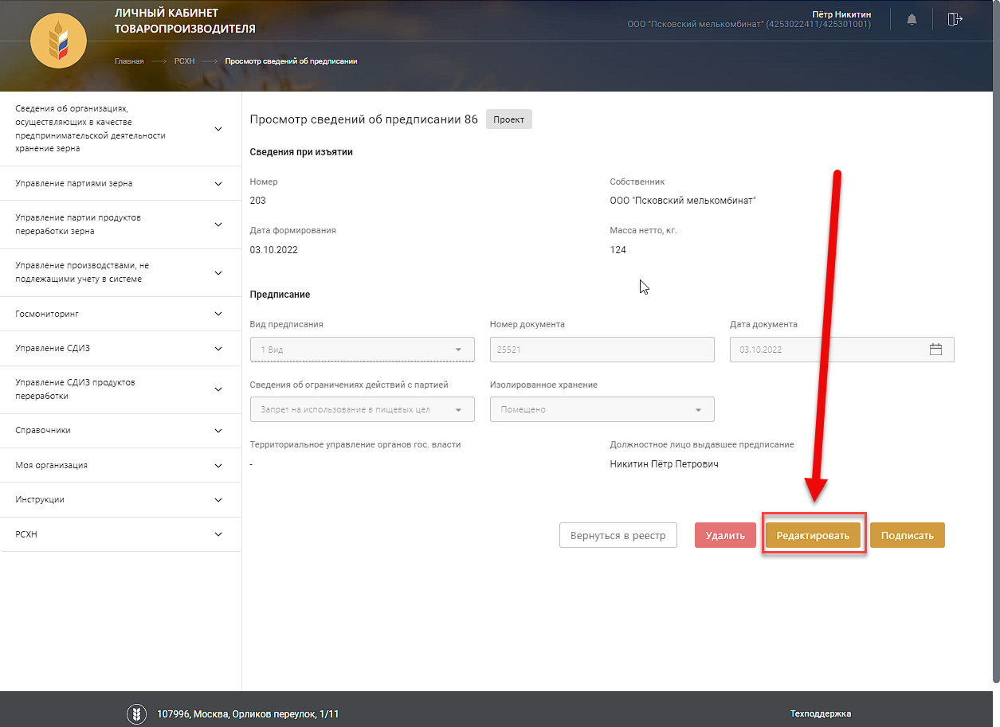 ЛИЧНЫЙ КАБИНЕТ
ТОВАРОПРОИЗВОДИТЕЛЯ
Пётр Никитин
ООО "Псковский мелькомбинат" (4253022411/425301001)
Главная
РСХН
Просмотр сведений об предписании
Сведения об организациях,
осуществляющих в качестве
предпринимательской деятельности
хранение зерна
Управление партиями зерна
Управление партии продуктов
переработки зерна
Управление производствами, не
подлежащими учету в системе
Госмониторинг
Управление СДИЗ
Управление СДИЗ продуктов
переработки
Справочники
Моя организация
Инструкции
РСХН
Просмотр сведений об предписании 86
Проект
Сведения при изъятии
Номер
Собственник
203
ООО "Псковский мелькомбинат"
Дата формирования
Масса нетто, кг.
03.10.2022
124
Предписание
Вид предписания
Номер документа
Дата документа
1 Вид
25521
03.10.2022
Сведения об ограничениях действий с партией
Изолированное хранение
Запрет на использование в пищевых цел
Помещено
Территориальное управление органов гос. власти
Должностное лицо выдавшее предписание
-
Никитин Пётр Петрович
Вернуться в реестр
Удалить
Редактировать
Подписать
107996, Москва, Орликов переулок, 1/11
Техподдержка